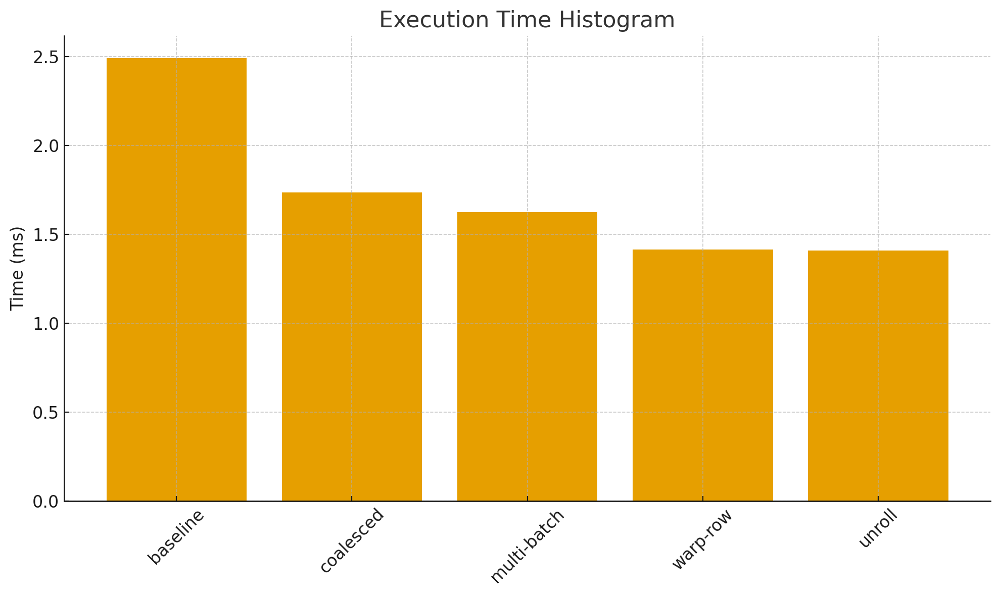 Execution Time Histogram
Time (ms)
2.5
2.0
1.5
1.0
0.5
0.0
baseline
coalesced
multi-batch
warp-row
unroll